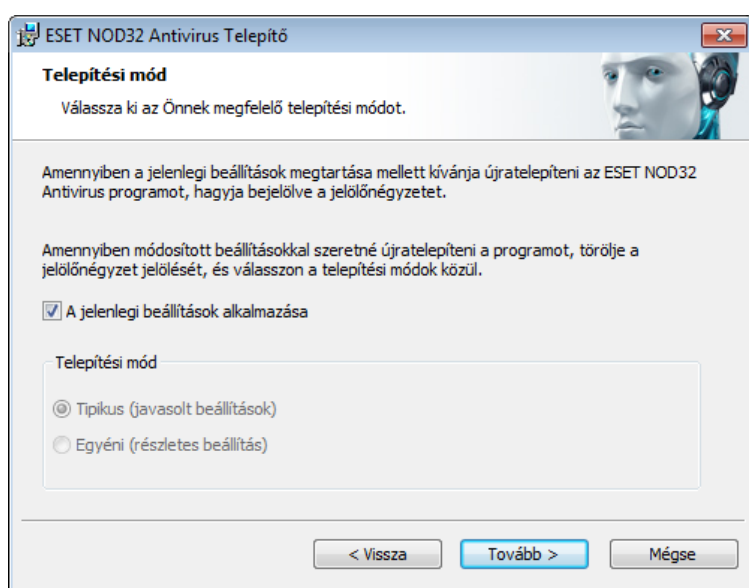 ESET NOD32 Antivirus Telepítő
Telepítési mód
Válassza ki az Önnek megfelelő telepítési módot.
Amennyiben a jelenlegi beállítások megtartása mellett kívánja újratelepíteni az ESET NOD32
Antivirus programot, hagyja bejelölve a jelölőnégyzetet.
Amennyiben módosított beállításokkal szeretné újratelepíteni a programot, törölje a
jelölőnégyzet jelölését, és válasszon a telepítési módok közül.
A jelenlegi beállítások alkalmazása
Telepítési mód
Tipikus (javasolt beállítások)
Egyéni (részletes beállítás)
< Vissza Tovább > Mégse